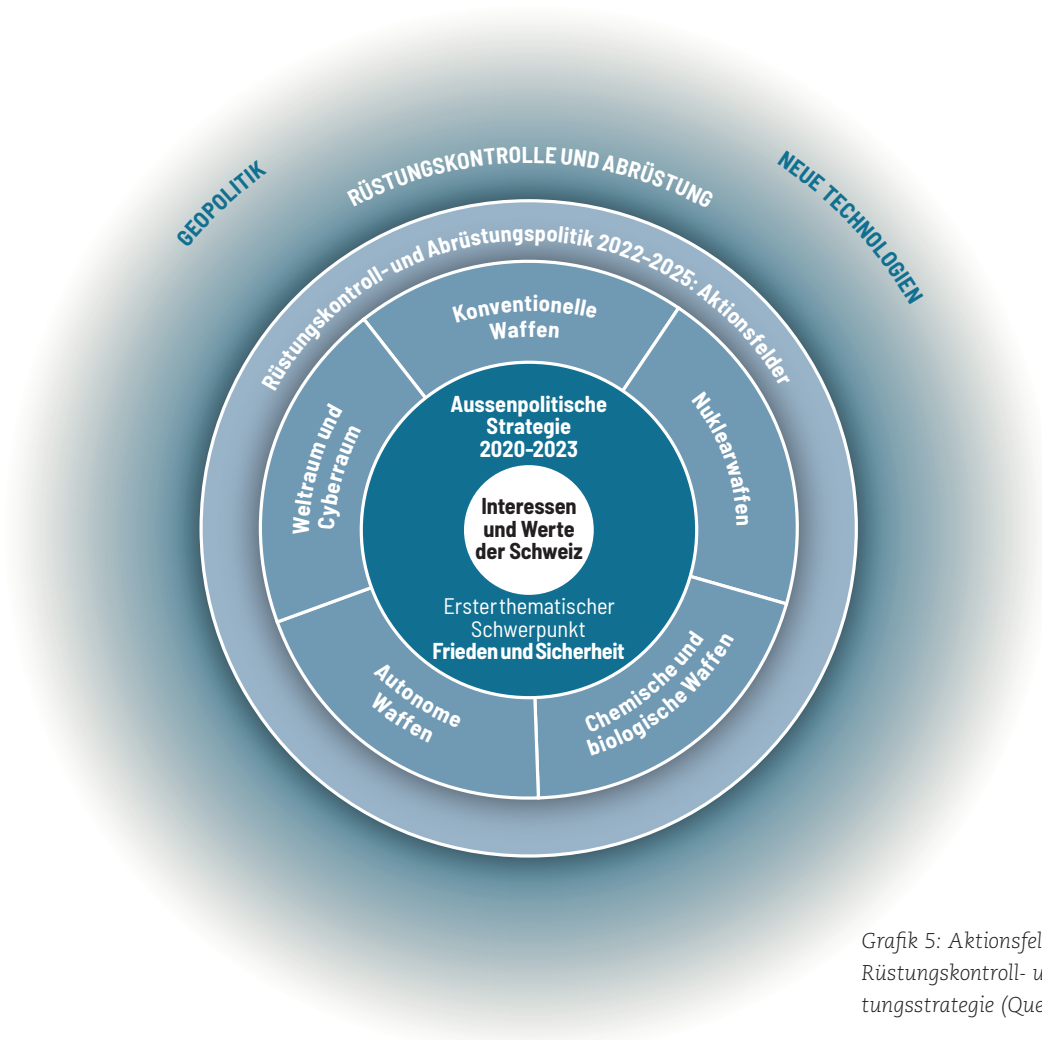 GEOPOLITIK
RÜSTUNGSKONTROLLE UND ABRÜSTUNG
NEUE TECHNOLOGIEN
Rüstungskontroll- und Abrüstungspolitik 2022–2025: Aktionsfelder
Konventionelle
Waffen
Nuklearwaffen
Chemische und
biologische Waffen
Autonome
Waffen
Weltraum und
Cyberraum
Aussenpolitische
Strategie
2020–2023
Interessen
und Werte
der Schweiz
Erster thematischer
Schwerpunkt
Frieden und Sicherheit
Grafik 5: Aktionsfel
Rüstungskontroll- u
tungsstrategie (Que